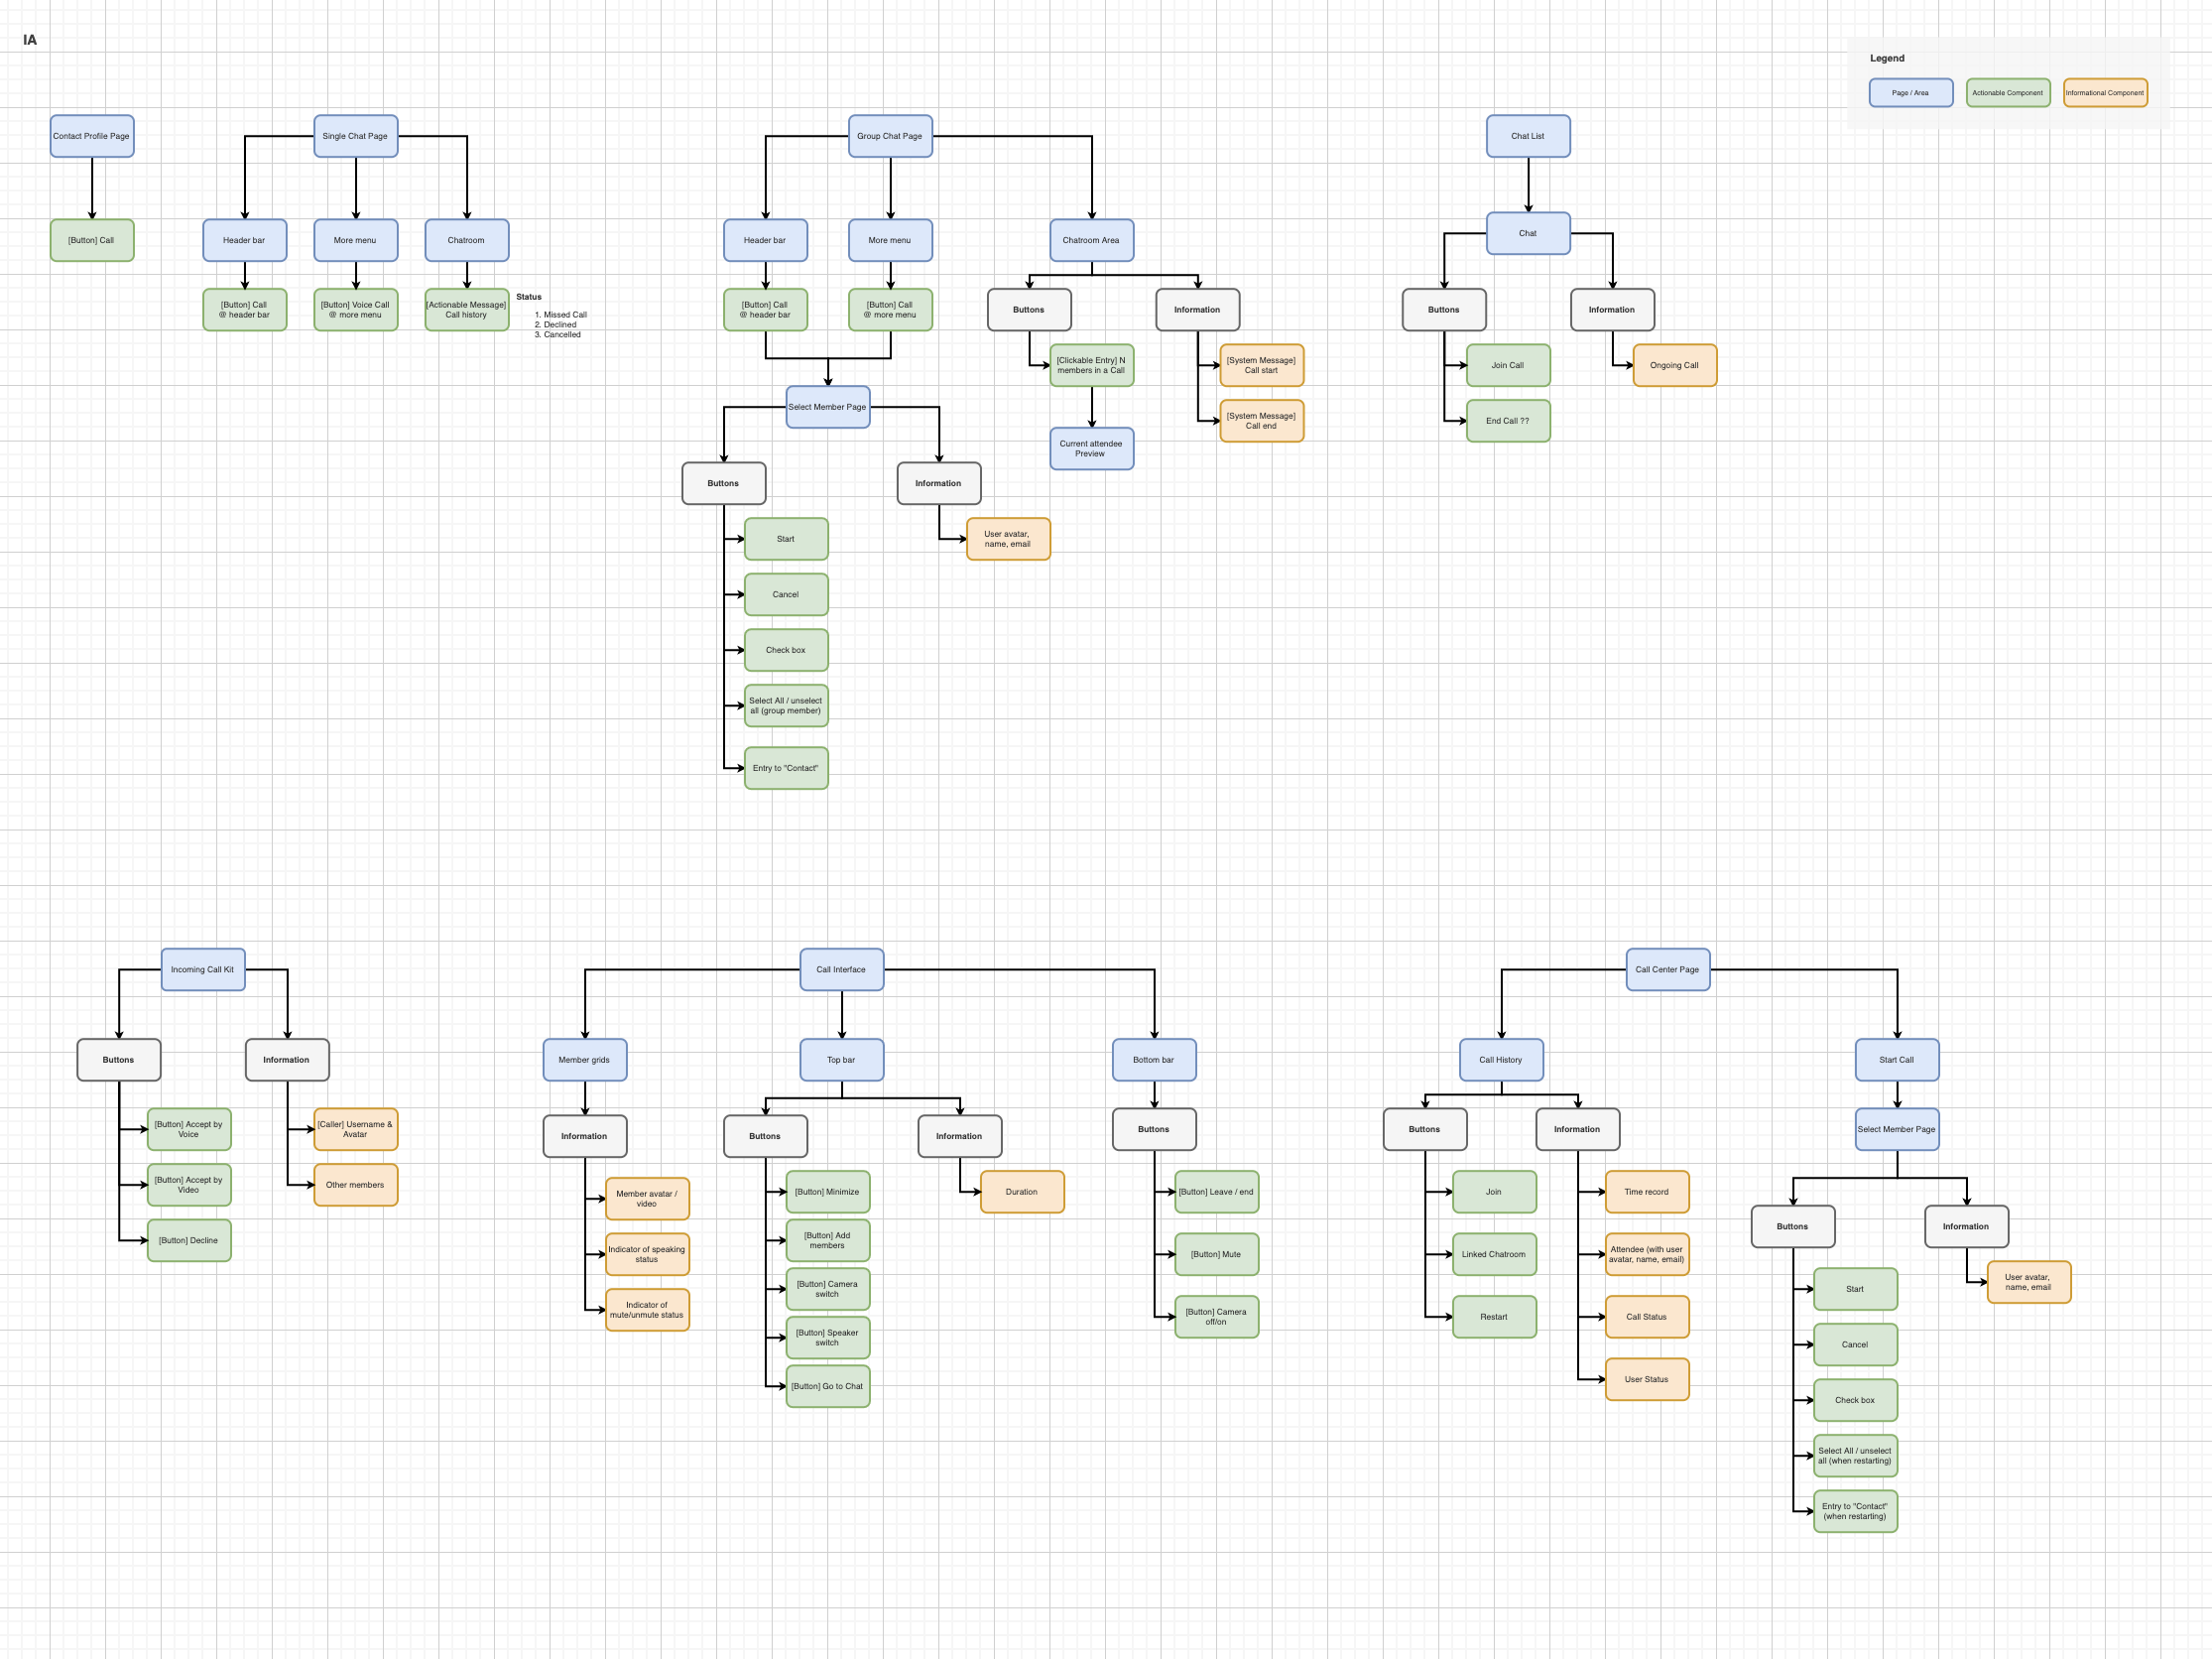 IA
Legend
Page / Area
Actionable Component
Informational Component
Contact Profile Page
Single Chat Page
Group Chat Page
Chat List
[Button] Call
Header bar
More menu
Chatroom
Header bar
More menu
Chatroom Area
Chat
[Button] Call
@ header bar
[Button] Voice Call
@ more menu
[Actionable Message]
Call history
Status
1. Missed Call
2. Declined
3. Cancelled
[Button] Call
@ header bar
[Button] Call
@ more menu
Buttons
Information
Buttons
Information
[Clickable Entry] N
members in a Call
[System Message]
Call start
Join Call
Ongoing Call
Select Member Page
[System Message]
Call end
End Call ??
Current attendee
Preview
Buttons
Information
Start
User avatar,
name, email
Cancel
Check box
Select All / unselect
all (group member)
Entry to "Contact"
Incoming Call Kit
Call Interface
Call Center Page
Buttons
Information
Member grids
Top bar
Bottom bar
Call History
Start Call
[Button] Accept by
Voice
[Caller] Username &
Avatar
[Button] Accept by
Video
Other members
[Button] Decline
Information
Buttons
Information
Buttons
Buttons
Information
Select Member Page
Member avatar /
video
Indicator of speaking
status
Indicator of
mute/unmute status
[Button] Minimize
[Button] Add
members
[Button] Camera
switch
[Button] Speaker
switch
[Button] Go to Chat
Duration
[Button] Leave / end
[Button] Mute
[Button] Camera
off/on
Join
Linked Chatroom
Restart
Time record
Attendee (with user
avatar, name, email)
Call Status
User Status
Buttons
Information
Start
User avatar,
name, email
Cancel
Check box
Select All / unselect
all (when restarting)
Entry to "Contact"
(when restarting)